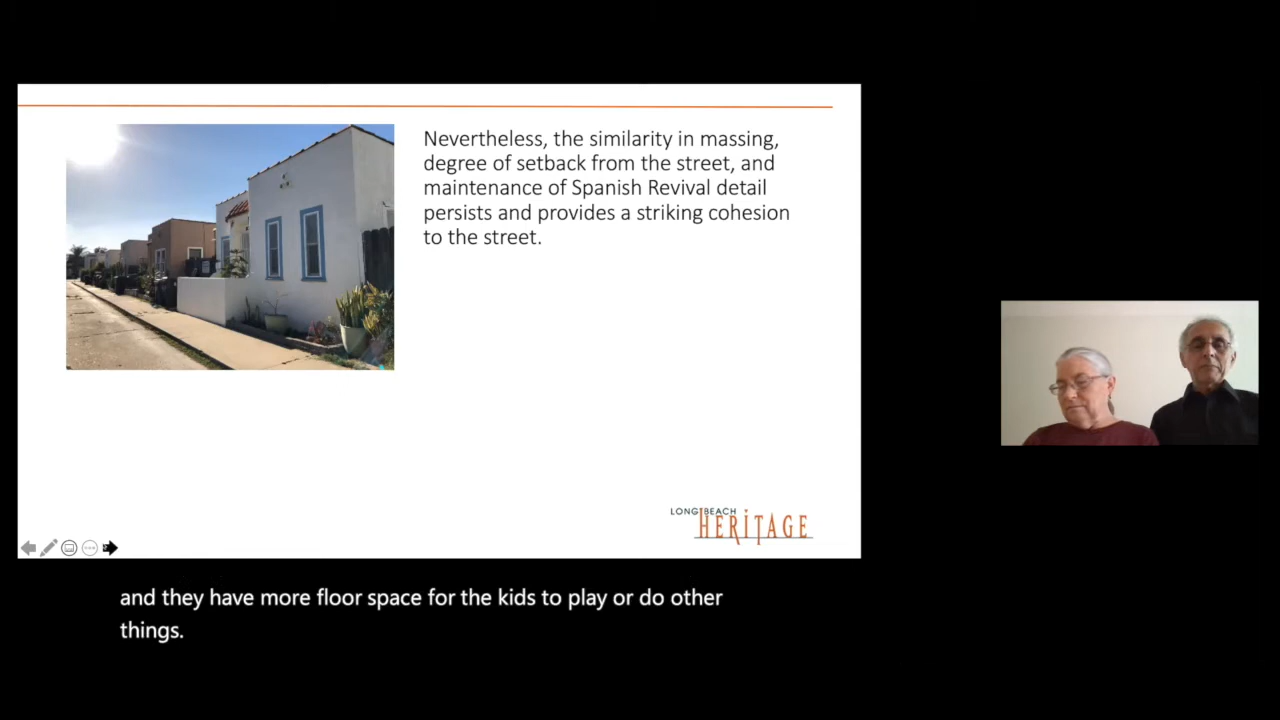 Nevertheless, the similarity in massing,
degree of setback from the street, and
maintenance of Spanish Revival detail
persists and provides a striking cohesion
to the street.
LONG BEACH
HERITAGE
and they have more floor space for the kids to play or do other
things.